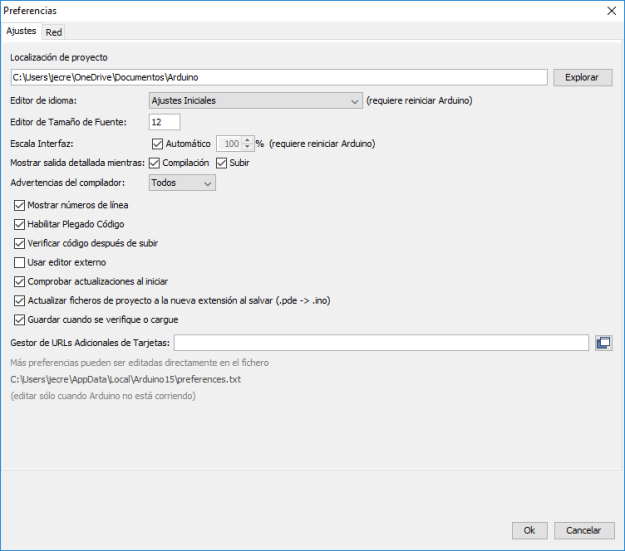 Preferencias
Ajustes Red
Localización de proyecto
C:\Users\jecre\OneDrive\Documentos\Arduino Explorar
Editor de idioma: Ajustes Iniciales (requiere reiniciar Arduino)
Editor de Tamaño de Fuente: 12
Escala Interfaz: Automático 100 % (requiere reiniciar Arduino)
Mostrar salida detallada mientras: Compilación Subir
Advertencias del compilador: Todos
Mostrar números de línea
Habilitar Plegado Código
Verificar código después de subir
Usar editor externo
Comprobar actualizaciones al iniciar
Actualizar ficheros de proyecto a la nueva extensión al salvar (.pde -> .ino)
Guardar cuando se verifique o cargue
Gestor de URLs Adicionales de Tarjetas:
Más preferencias pueden ser editadas directamente en el fichero
C:\Users\jecre\AppData\Local\Arduino15\preferences.txt
(editar sólo cuando Arduino no está corriendo)
Ok Cancelar